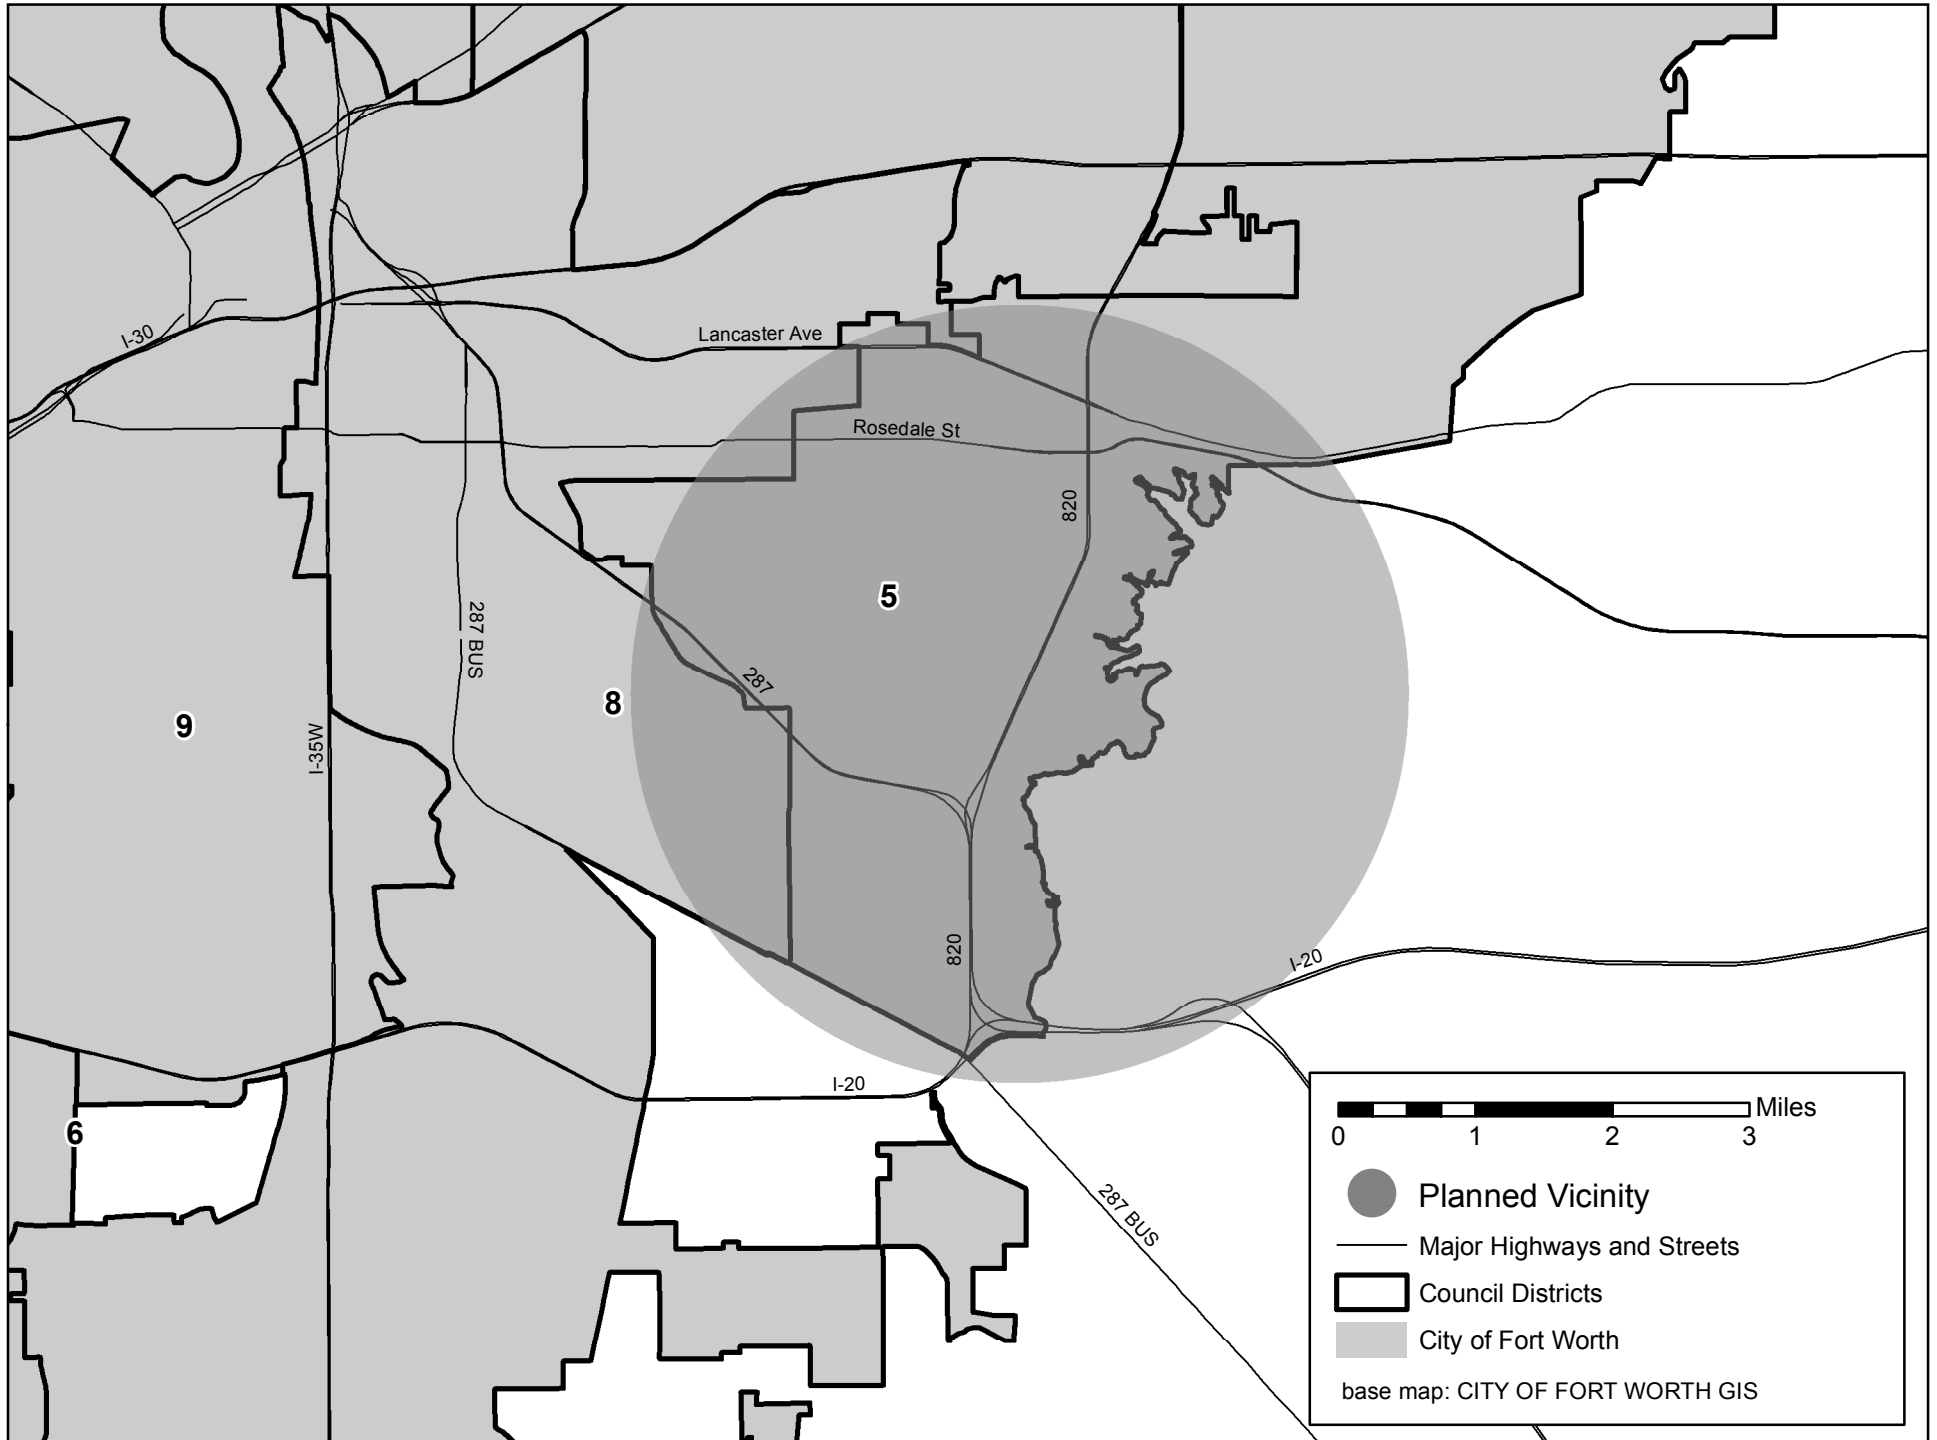 I-30
Lancaster Ave
Rosedale St
820
5
287 BUS
287
8
9
I-35W
820
I-20
I-20
6
287 BUS
Miles
0 1 2 3
Planned Vicinity
Major Highways and Streets
Council Districts
City of Fort Worth
base map: CITY OF FORT WORTH GIS